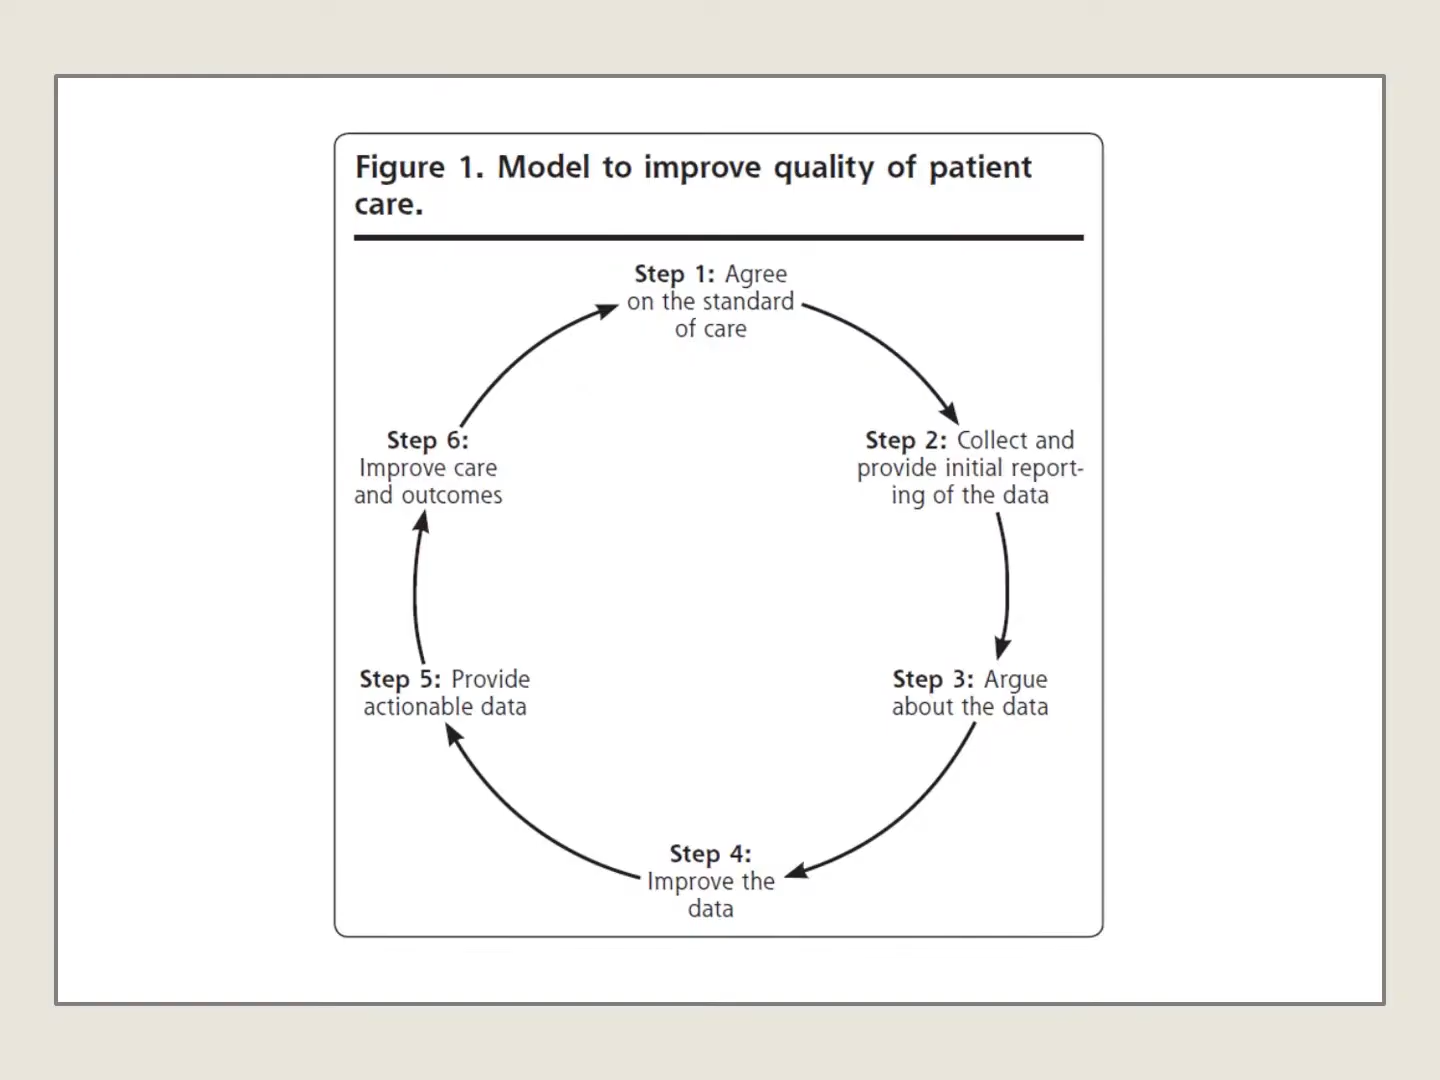 Figure 1. Model to improve quality of patient
care.
Step 1: Agree
on the standard
of care
Step 2: Collect and
provide initial report-
ing of the data
Step 3: Argue
about the data
Step 4:
Improve the
data
Step 5: Provide
actionable data
Step 6:
Improve care
and outcomes